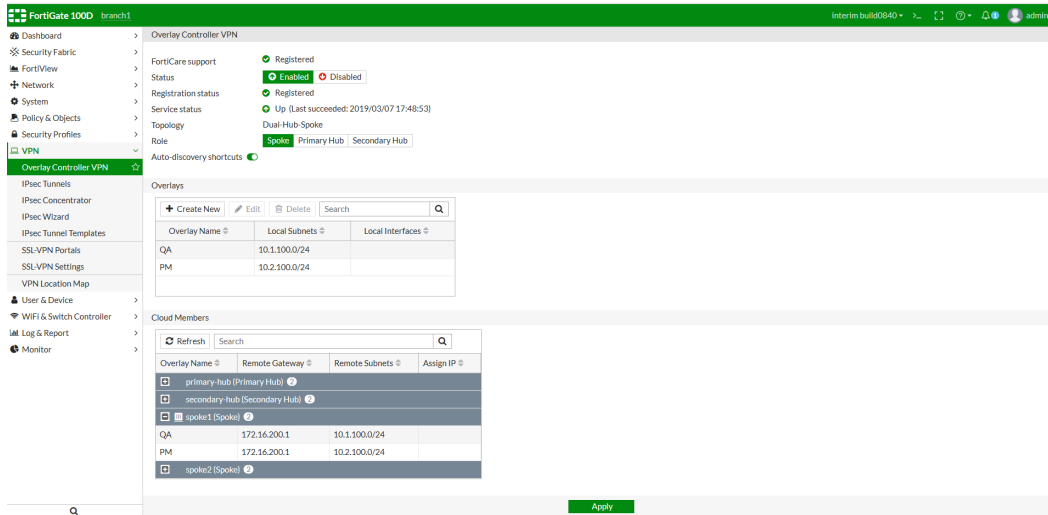 FortiGate 100D branch1
interim build0840 >_ admin
Dashboard
Security Fabric
FortiView
Network
System
Policy & Objects
Security Profiles
VPN
Overlay Controller VPN
IPsec Tunnels
IPsec Concentrator
IPsec Wizard
IPsec Tunnel Templates
SSL-VPN Portals
SSL-VPN Settings
VPN Location Map
User & Device
WiFi & Switch Controller
Log & Report
Monitor
Overlay Controller VPN
FortiCare support Registered
Status Enabled Disabled
Registration status Registered
Service status Up (Last succeeded: 2019/03/07 17:48:53)
Topology Dual-Hub-Spoke
Role Spoke Primary Hub Secondary Hub
Auto-discovery shortcuts
Overlays
Create New Edit Delete Search
Overlay Name Local Subnets Local Interfaces
QA 10.1.100.0/24
PM 10.2.100.0/24
Cloud Members
Refresh Search
Overlay Name Remote Gateway Remote Subnets Assign IP
primary-hub (Primary Hub) 2
secondary-hub (Secondary Hub) 2
spoke1 (Spoke) 2
QA 172.16.200.1 10.1.100.0/24
PM 172.16.200.1 10.2.100.0/24
spoke2 (Spoke) 2
Apply